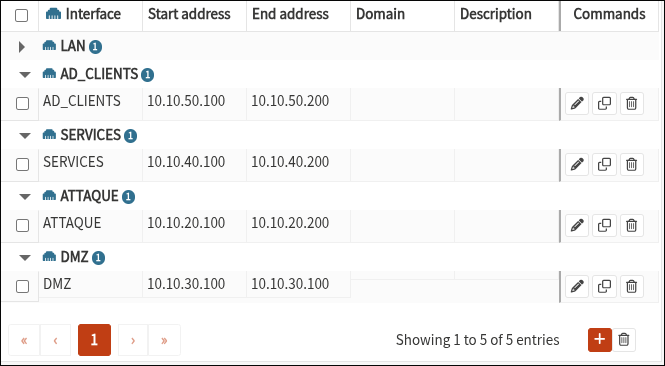 Interface Start address End address Domain Description Commands
LAN 1
AD_CLIENTS 1
AD_CLIENTS 10.10.50.100 10.10.50.200
SERVICES 1
SERVICES 10.10.40.100 10.10.40.200
ATTAQUE 1
ATTAQUE 10.10.20.100 10.10.20.200
DMZ 1
DMZ 10.10.30.100 10.10.30.100
« ‹ 1 › » Showing 1 to 5 of 5 entries +